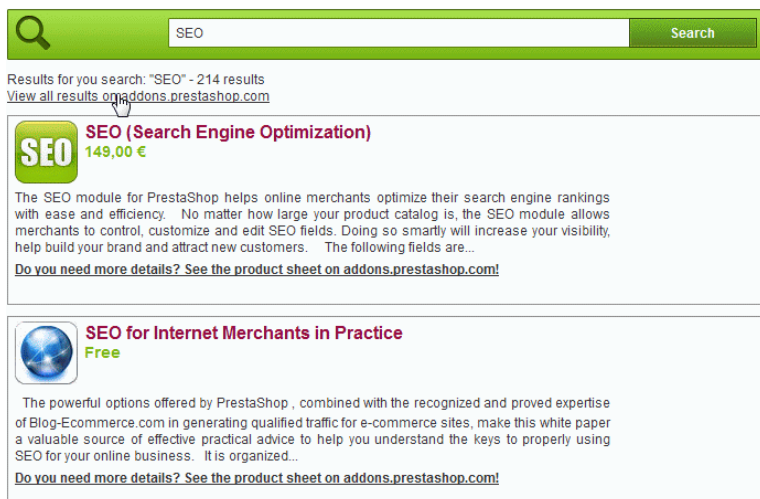 SEO
Search
Results for you search: "SEO" - 214 results
View all results on addons.prestashop.com
SEO
SEO (Search Engine Optimization)
149,00 €
The SEO module for PrestaShop helps online merchants optimize their search engine rankings
with ease and efficiency. No matter how large your product catalog is, the SEO module allows
merchants to control, customize and edit SEO fields. Doing so smartly will increase your visibility,
help build your brand and attract new customers. The following fields are...
Do you need more details? See the product sheet on addons.prestashop.com!
SEO for Internet Merchants in Practice
Free
The powerful options offered by PrestaShop , combined with the recognized and proved expertise
of Blog-Ecommerce.com in generating qualified traffic for e-commerce sites, make this white paper
a valuable source of effective practical advice to help you understand the keys to properly using
SEO for your online business. It is organized...
Do you need more details? See the product sheet on addons.prestashop.com!